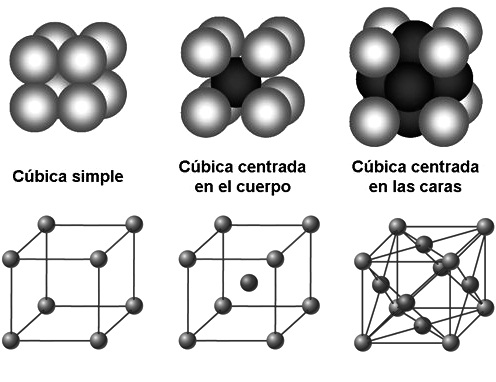 Cúbica simple
Cúbica centrada
en el cuerpo
Cúbica centrada
en las caras